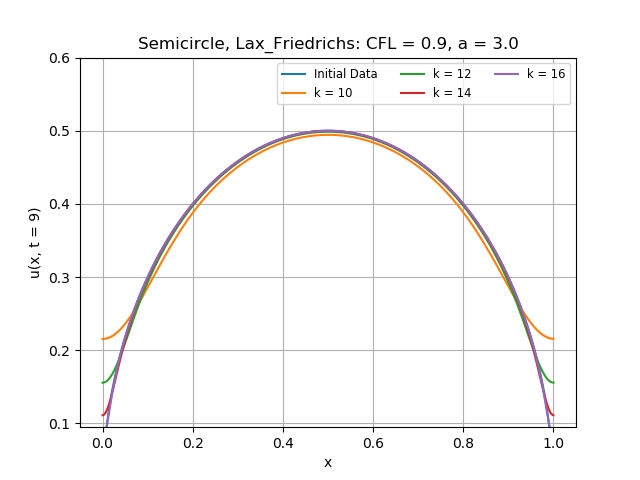 Semicircle, Lax_Friedrichs: CFL = 0.9, a = 3.0
Initial Data
k = 10
k = 12
k = 14
k = 16
0.6
0.5
0.4
0.3
0.2
0.1
u(x, t = 9)
0.0 0.2 0.4 0.6 0.8 1.0
x